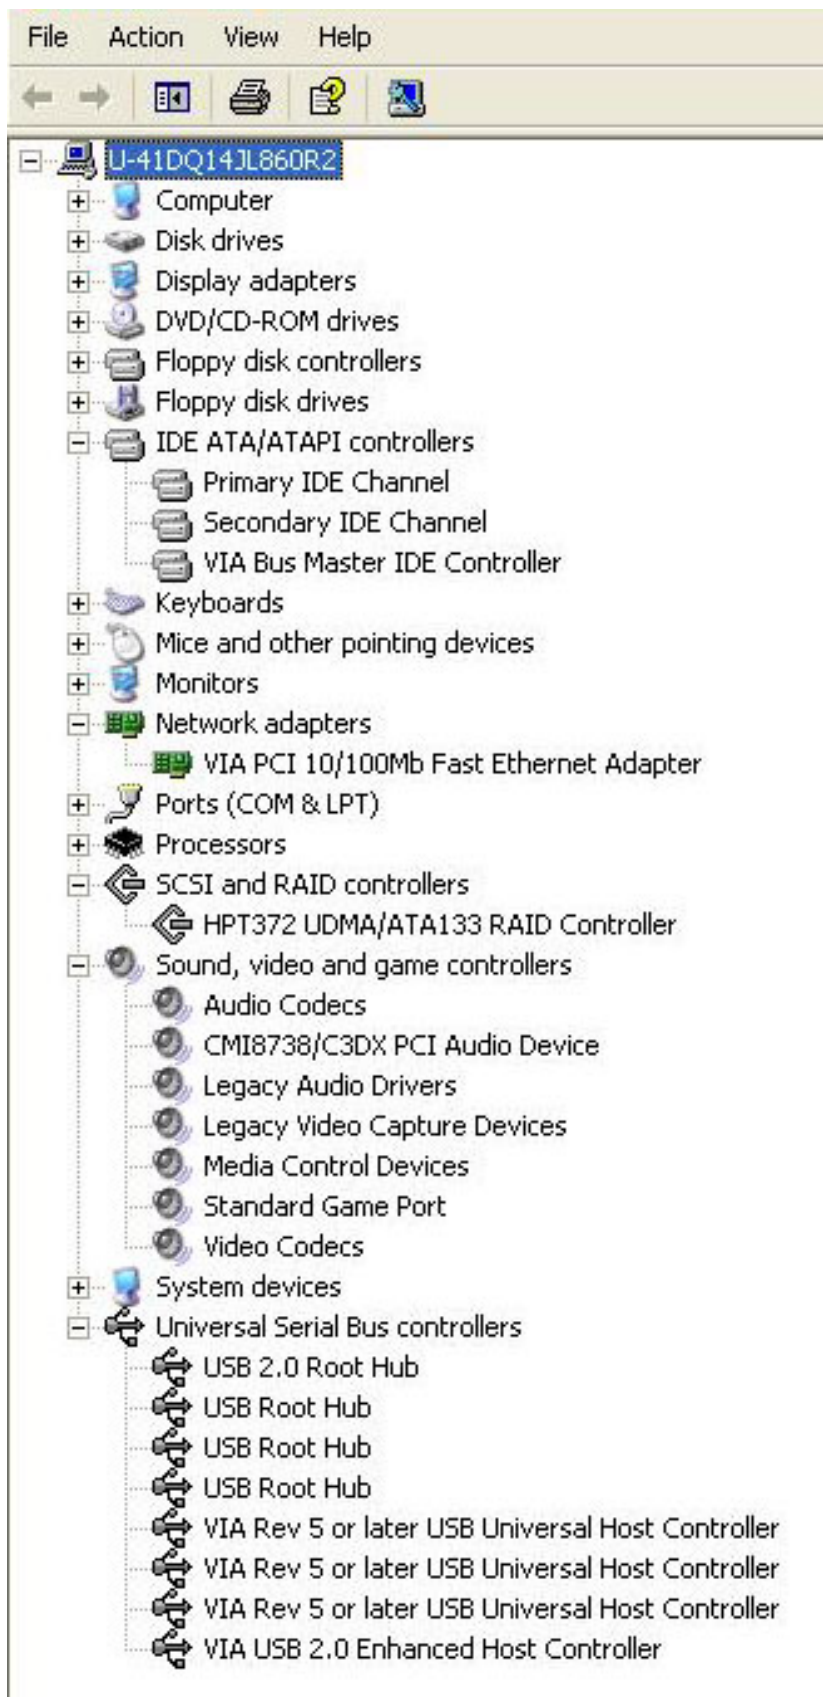 File Action View Help
U-41DQ14JL860R2
Computer
Disk drives
Display adapters
DVD/CD-ROM drives
Floppy disk controllers
Floppy disk drives
IDE ATA/ATAPI controllers
Primary IDE Channel
Secondary IDE Channel
VIA Bus Master IDE Controller
Keyboards
Mice and other pointing devices
Monitors
Network adapters
VIA PCI 10/100Mb Fast Ethernet Adapter
Ports (COM & LPT)
Processors
SCSI and RAID controllers
HPT372 UDMA/ATA133 RAID Controller
Sound, video and game controllers
Audio Codecs
CMI8738/C3DX PCI Audio Device
Legacy Audio Drivers
Legacy Video Capture Devices
Media Control Devices
Standard Game Port
Video Codecs
System devices
Universal Serial Bus controllers
USB 2.0 Root Hub
USB Root Hub
USB Root Hub
USB Root Hub
VIA Rev 5 or later USB Universal Host Controller
VIA Rev 5 or later USB Universal Host Controller
VIA Rev 5 or later USB Universal Host Controller
VIA USB 2.0 Enhanced Host Controller